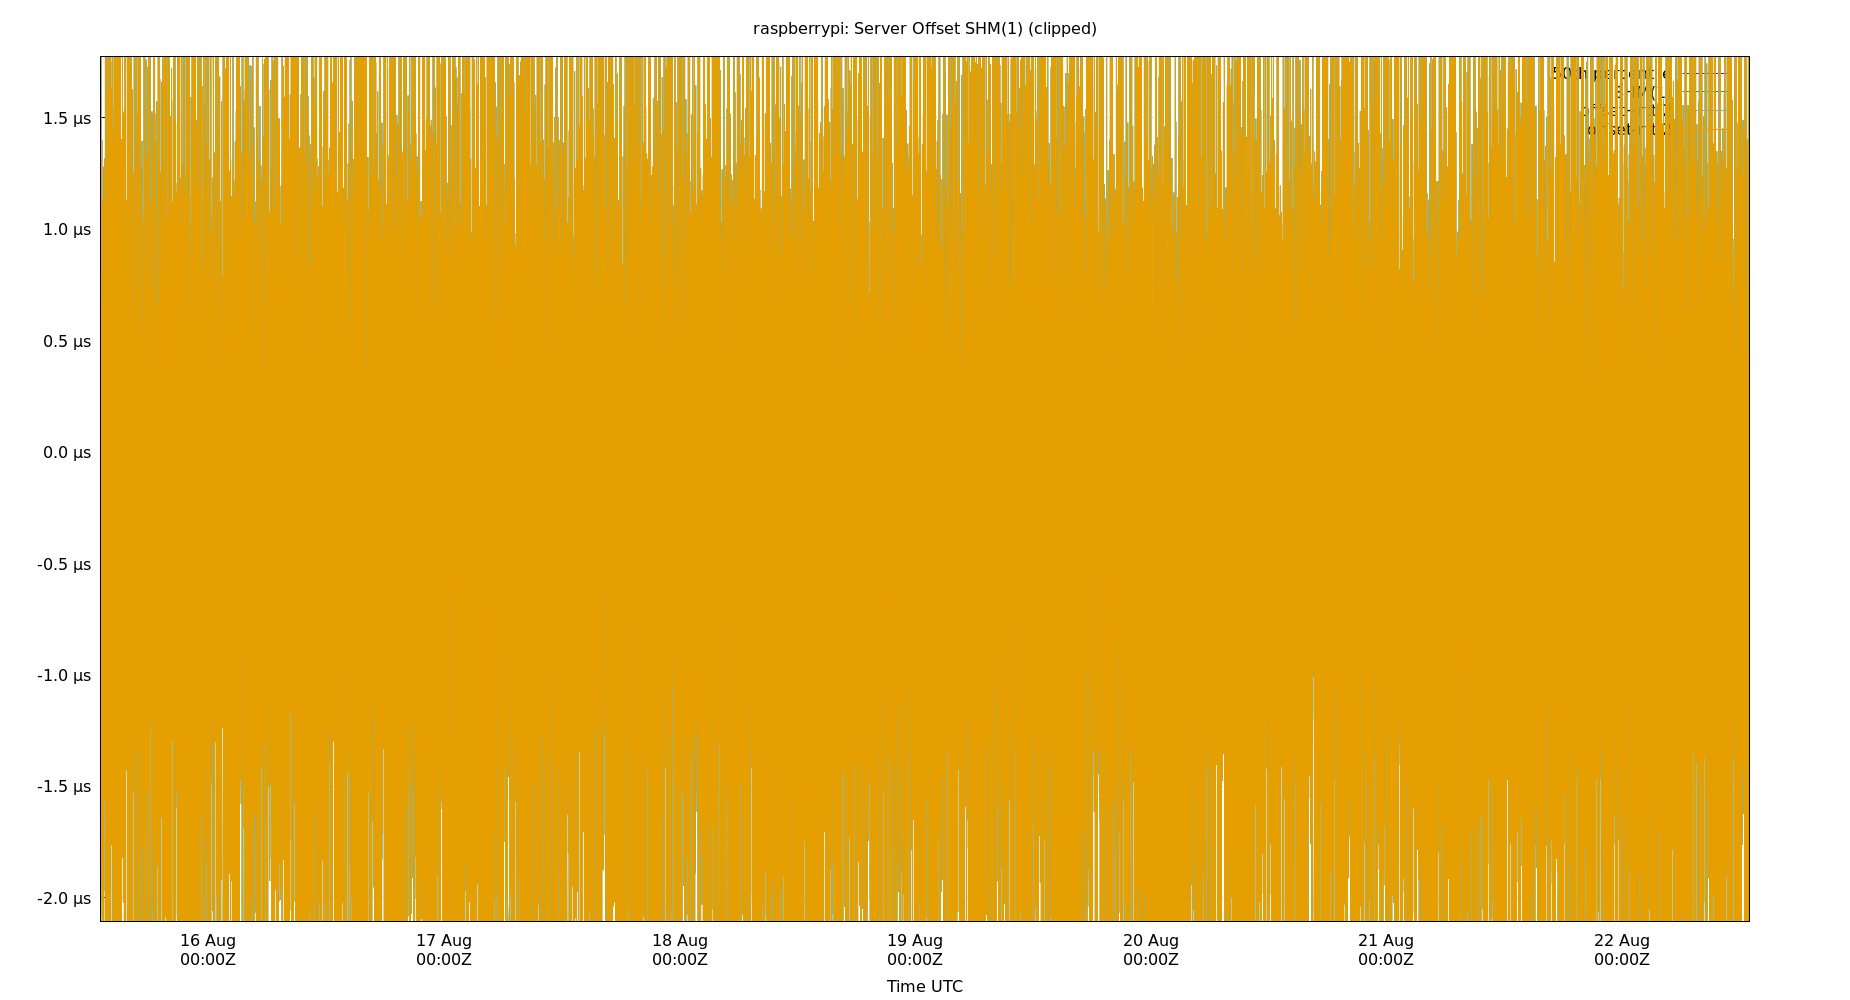 raspberrypi: Server Offset SHM(1) (clipped)
1.5 µs
1.0 µs
0.5 µs
0.0 µs
-0.5 µs
-1.0 µs
-1.5 µs
-2.0 µs
16 Aug 17 Aug 18 Aug 19 Aug 20 Aug 21 Aug 22 Aug
00:00Z 00:00Z 00:00Z 00:00Z 00:00Z 00:00Z 00:00Z
Time UTC